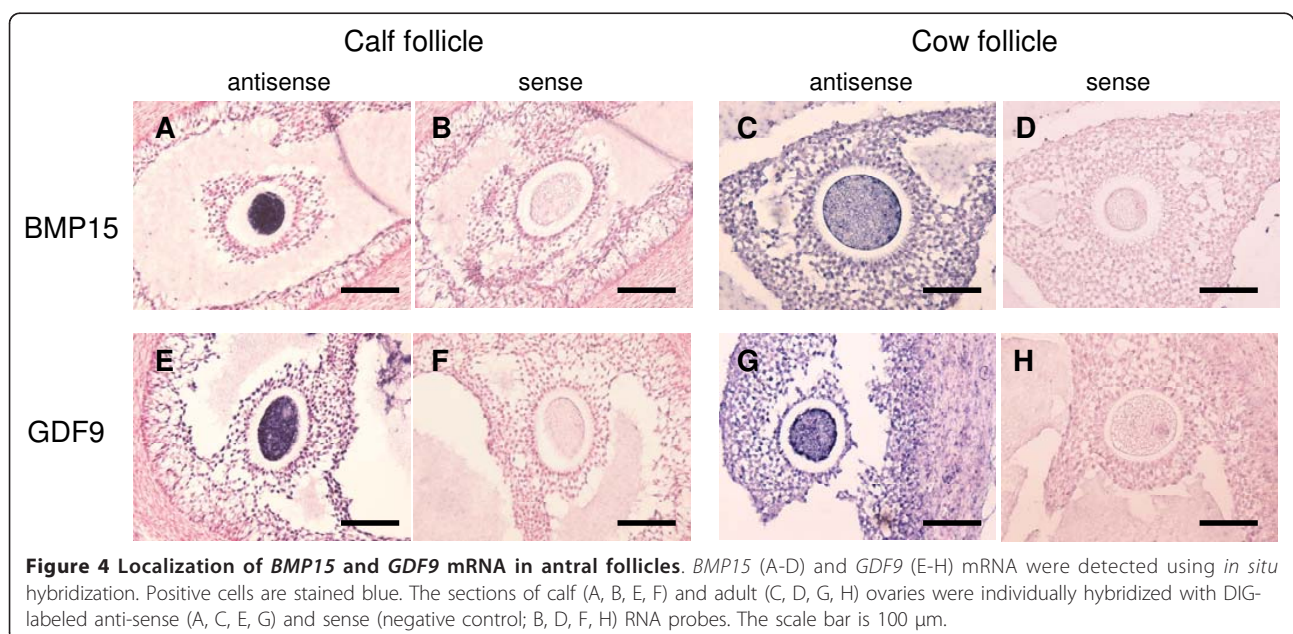 Calf follicle Cow follicle
antisense sense antisense sense
A B C D
BMP15
E F G H
GDF9
Figure 4 Localization of BMP15 and GDF9 mRNA in antral follicles. BMP15 (A-D) and GDF9 (E-H) mRNA were detected using in situ
hybridization. Positive cells are stained blue. The sections of calf (A, B, E, F) and adult (C, D, G, H) ovaries were individually hybridized with DIG-
labeled anti-sense (A, C, E, G) and sense (negative control; B, D, F, H) RNA probes. The scale bar is 100 μm.